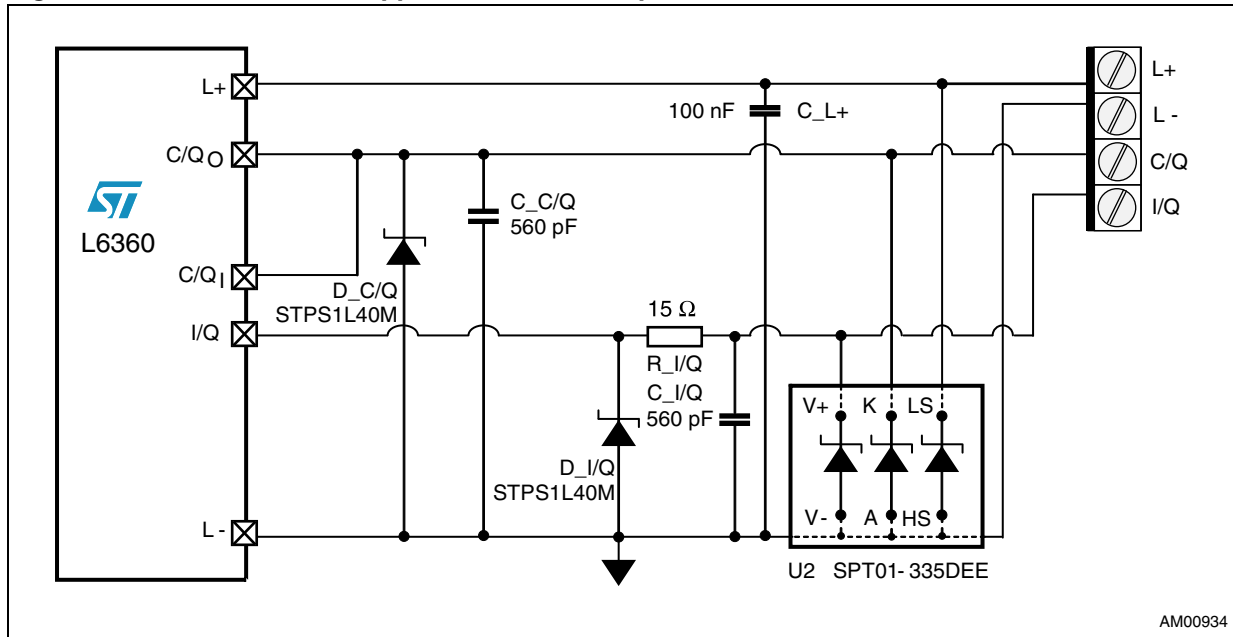 L+
C/QO
ST
L6360
C/QI
I/Q
L -
D_C/Q
STPS1L40M
C_C/Q
560 pF
100 nF
C_L+
15 Ω
R_I/Q
C_I/Q
560 pF
D_I/Q
STPS1L40M
V+ K LS
V- A HS
U2 SPT01- 335DEE
L+
L -
C/Q
I/Q
AM00934